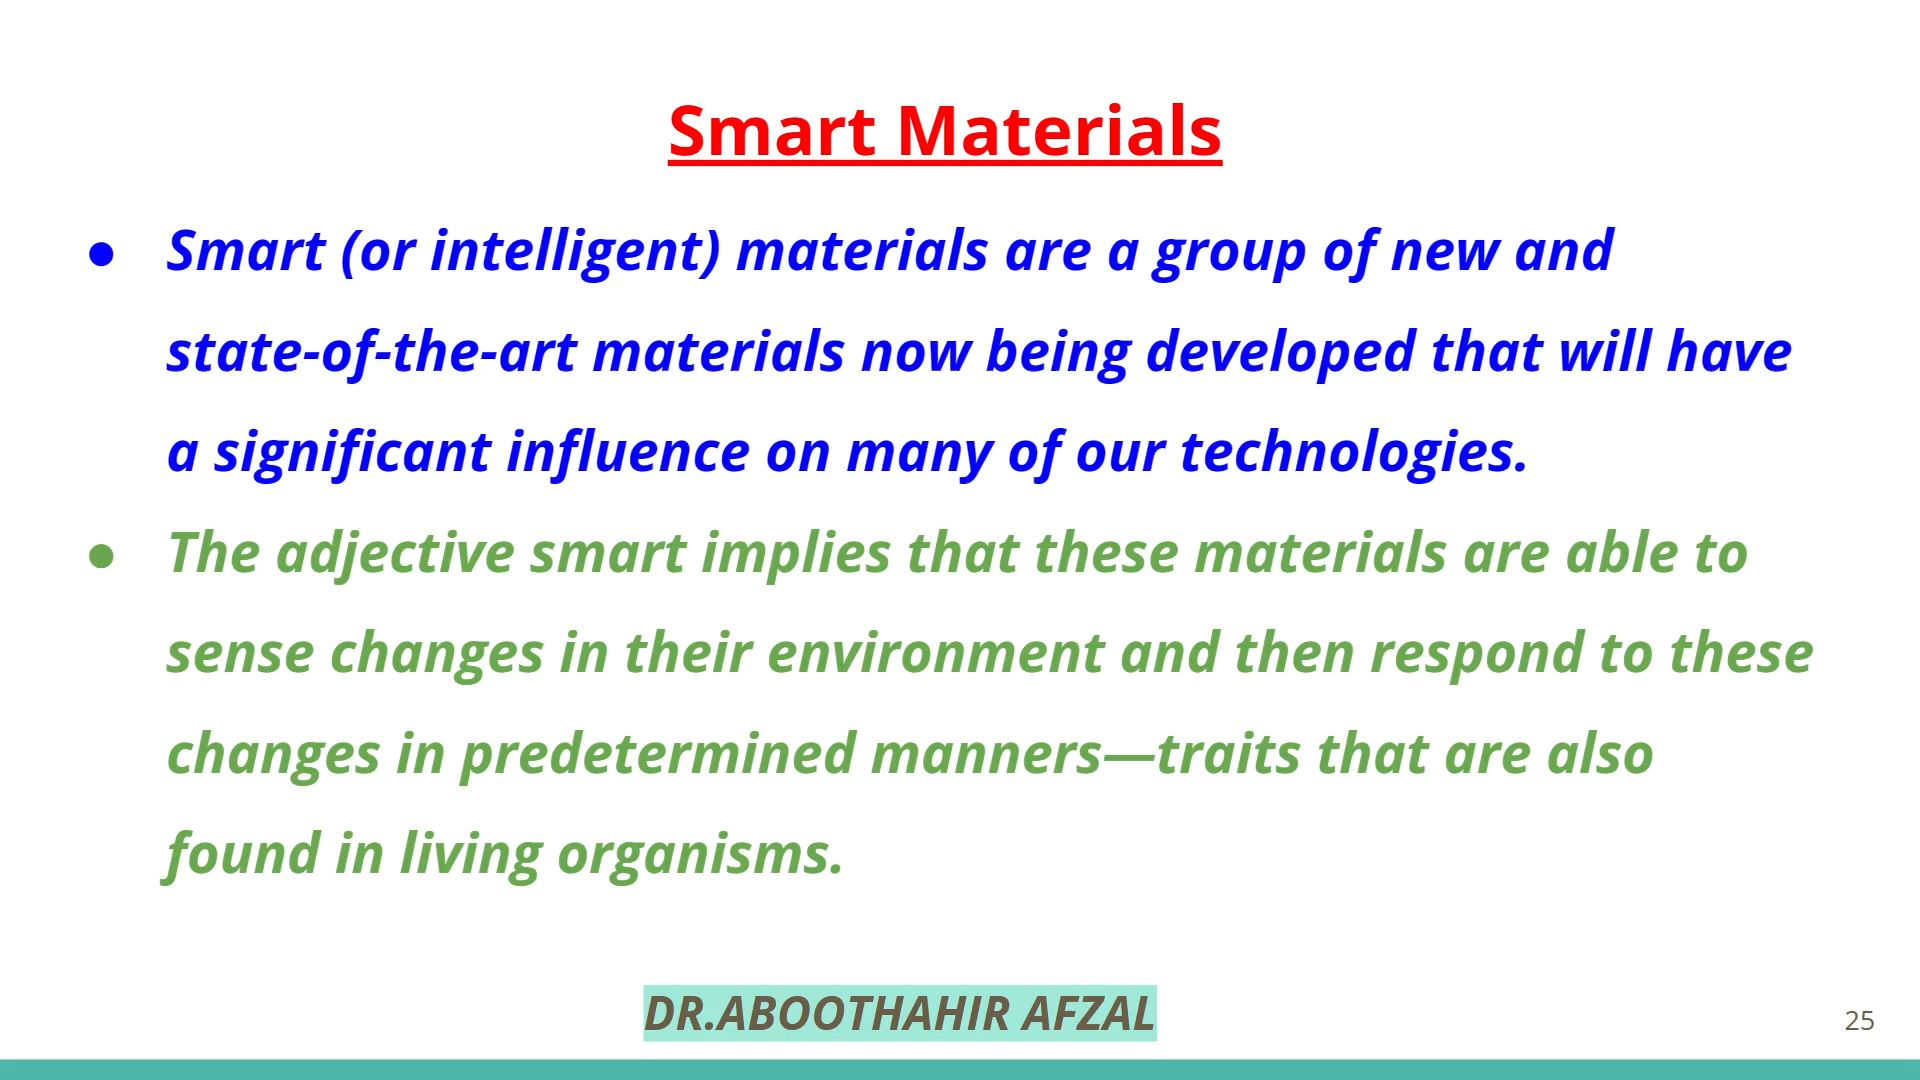 Smart Materials
● Smart (or intelligent) materials are a group of new and
state-of-the-art materials now being developed that will have
a significant influence on many of our technologies.
● The adjective smart implies that these materials are able to
sense changes in their environment and then respond to these
changes in predetermined manners—traits that are also
found in living organisms.
DR.ABOOTHAHIR AFZAL
25